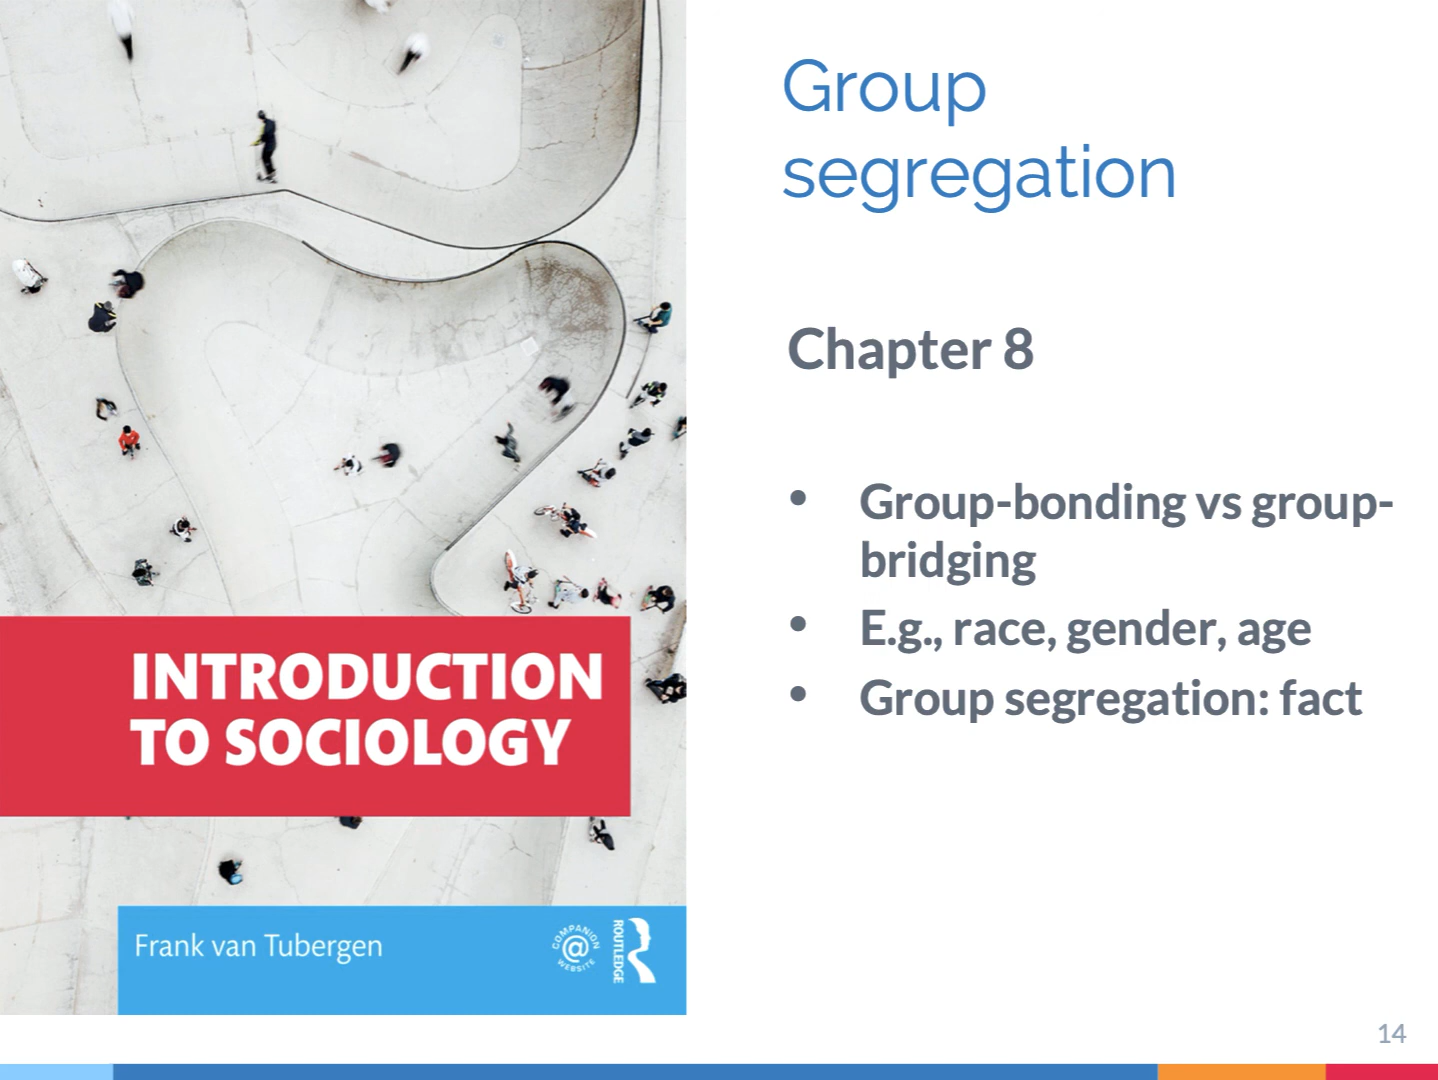 Group
segregation
Chapter 8
• Group-bonding vs group-
bridging
• E.g., race, gender, age
• Group segregation: fact
INTRODUCTION
TO SOCIOLOGY
Frank van Tubergen
COMPANION
@
WEBSITE
ROUTLEDGE
14